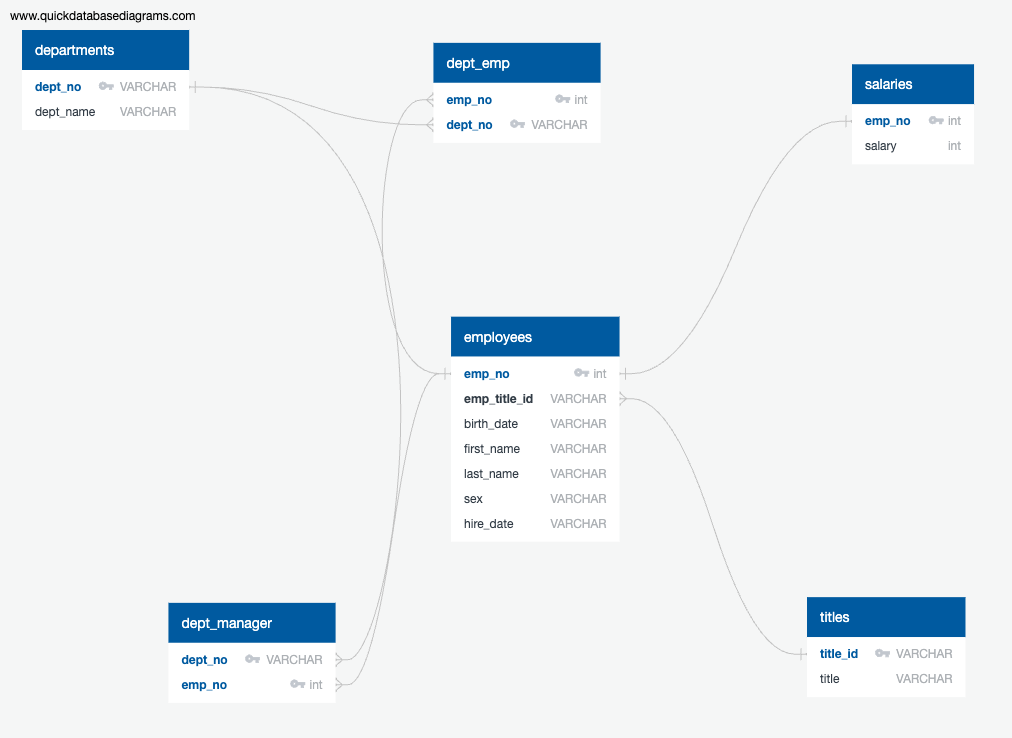 www.quickdatabasediagrams.com
departments
dept_no VARCHAR
dept_name VARCHAR
dept_emp
emp_no int
dept_no VARCHAR
salaries
emp_no int
salary int
employees
emp_no int
emp_title_id VARCHAR
birth_date VARCHAR
first_name VARCHAR
last_name VARCHAR
sex VARCHAR
hire_date VARCHAR
dept_manager
dept_no VARCHAR
emp_no int
titles
title_id VARCHAR
title VARCHAR